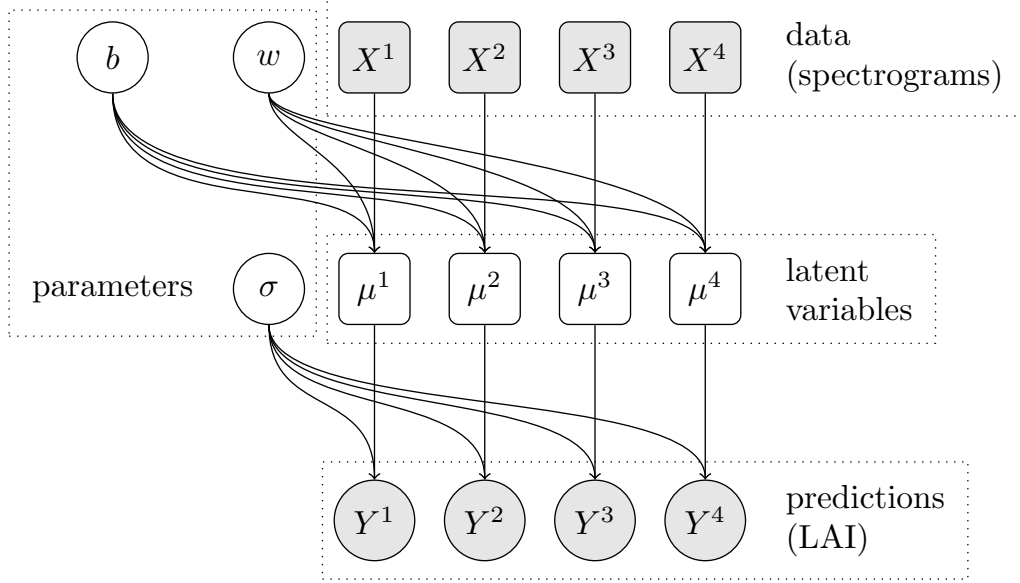 b w X¹ X² X³ X⁴ data
(spectrograms)
parameters σ μ¹ μ² μ³ μ⁴ latent
variables
Y¹ Y² Y³ Y⁴ predictions
(LAI)